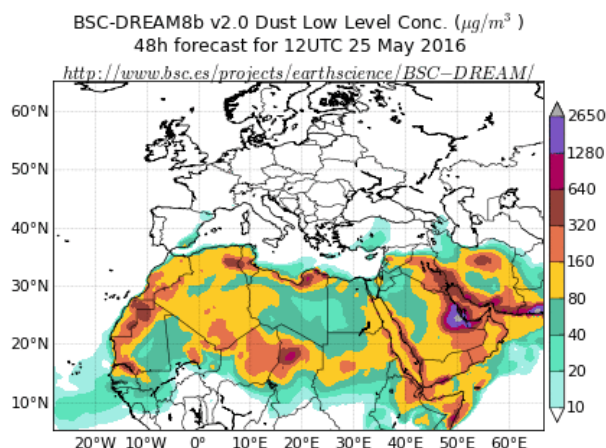 BSC-DREAM8b v2.0 Dust Low Level Conc. (μg/m³ )
48h forecast for 12UTC 25 May 2016
http://www.bsc.es/projects/earthscience/BSC−DREAM/
60°N
50°N
40°N
30°N
20°N
10°N
20°W 10°W 0° 10°E 20°E 30°E 40°E 50°E 60°E
2650
1280
640
320
160
80
40
20
10